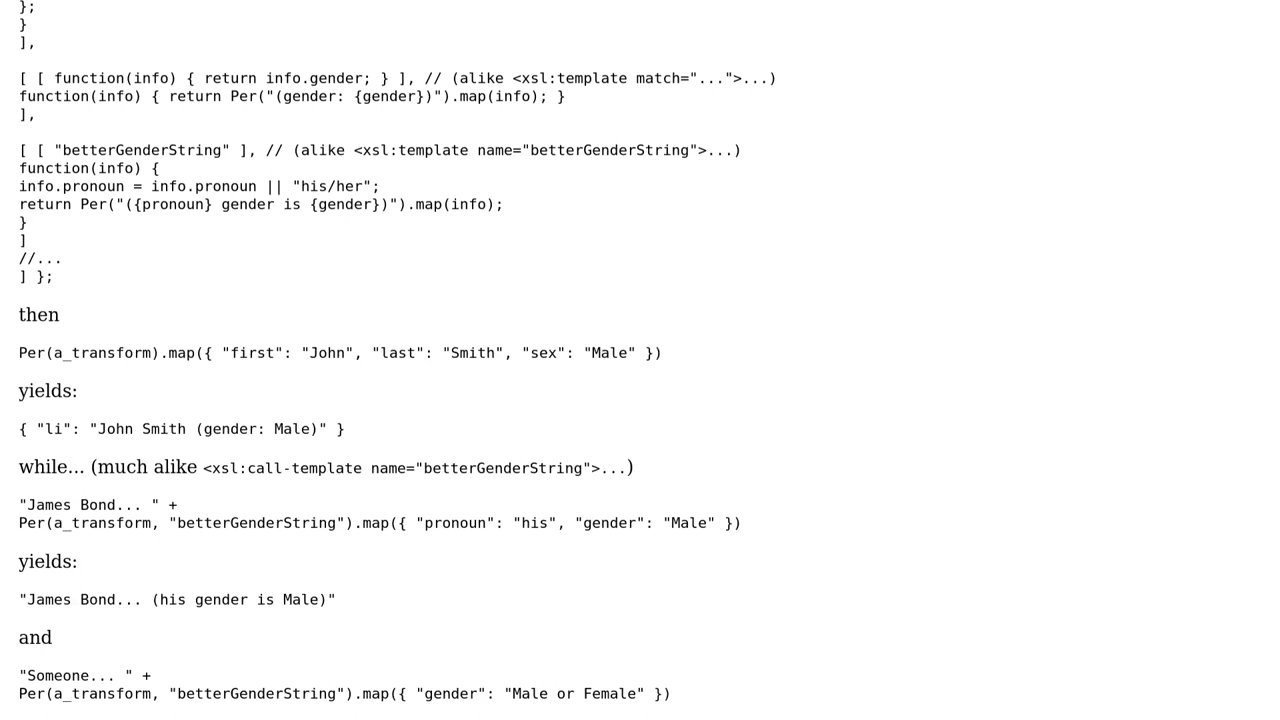 };
}
],
[ [ function(info) { return info.gender; } ], // (alike <xsl:template match="...">...)
function(info) { return Per("(gender: {gender})").map(info); }
],
[ [ "betterGenderString" ], // (alike <xsl:template name="betterGenderString">...)
function(info) {
info.pronoun = info.pronoun || "his/her";
return Per("({pronoun} gender is {gender})").map(info);
}
]
//...
] };
then
Per(a_transform).map({ "first": "John", "last": "Smith", "sex": "Male" })
yields:
{ "li": "John Smith (gender: Male)" }
while... (much alike <xsl:call-template name="betterGenderString">...)
"James Bond... " +
Per(a_transform, "betterGenderString").map({ "pronoun": "his", "gender": "Male" })
yields:
"James Bond... (his gender is Male)"
and
"Someone... " +
Per(a_transform, "betterGenderString").map({ "gender": "Male or Female" })